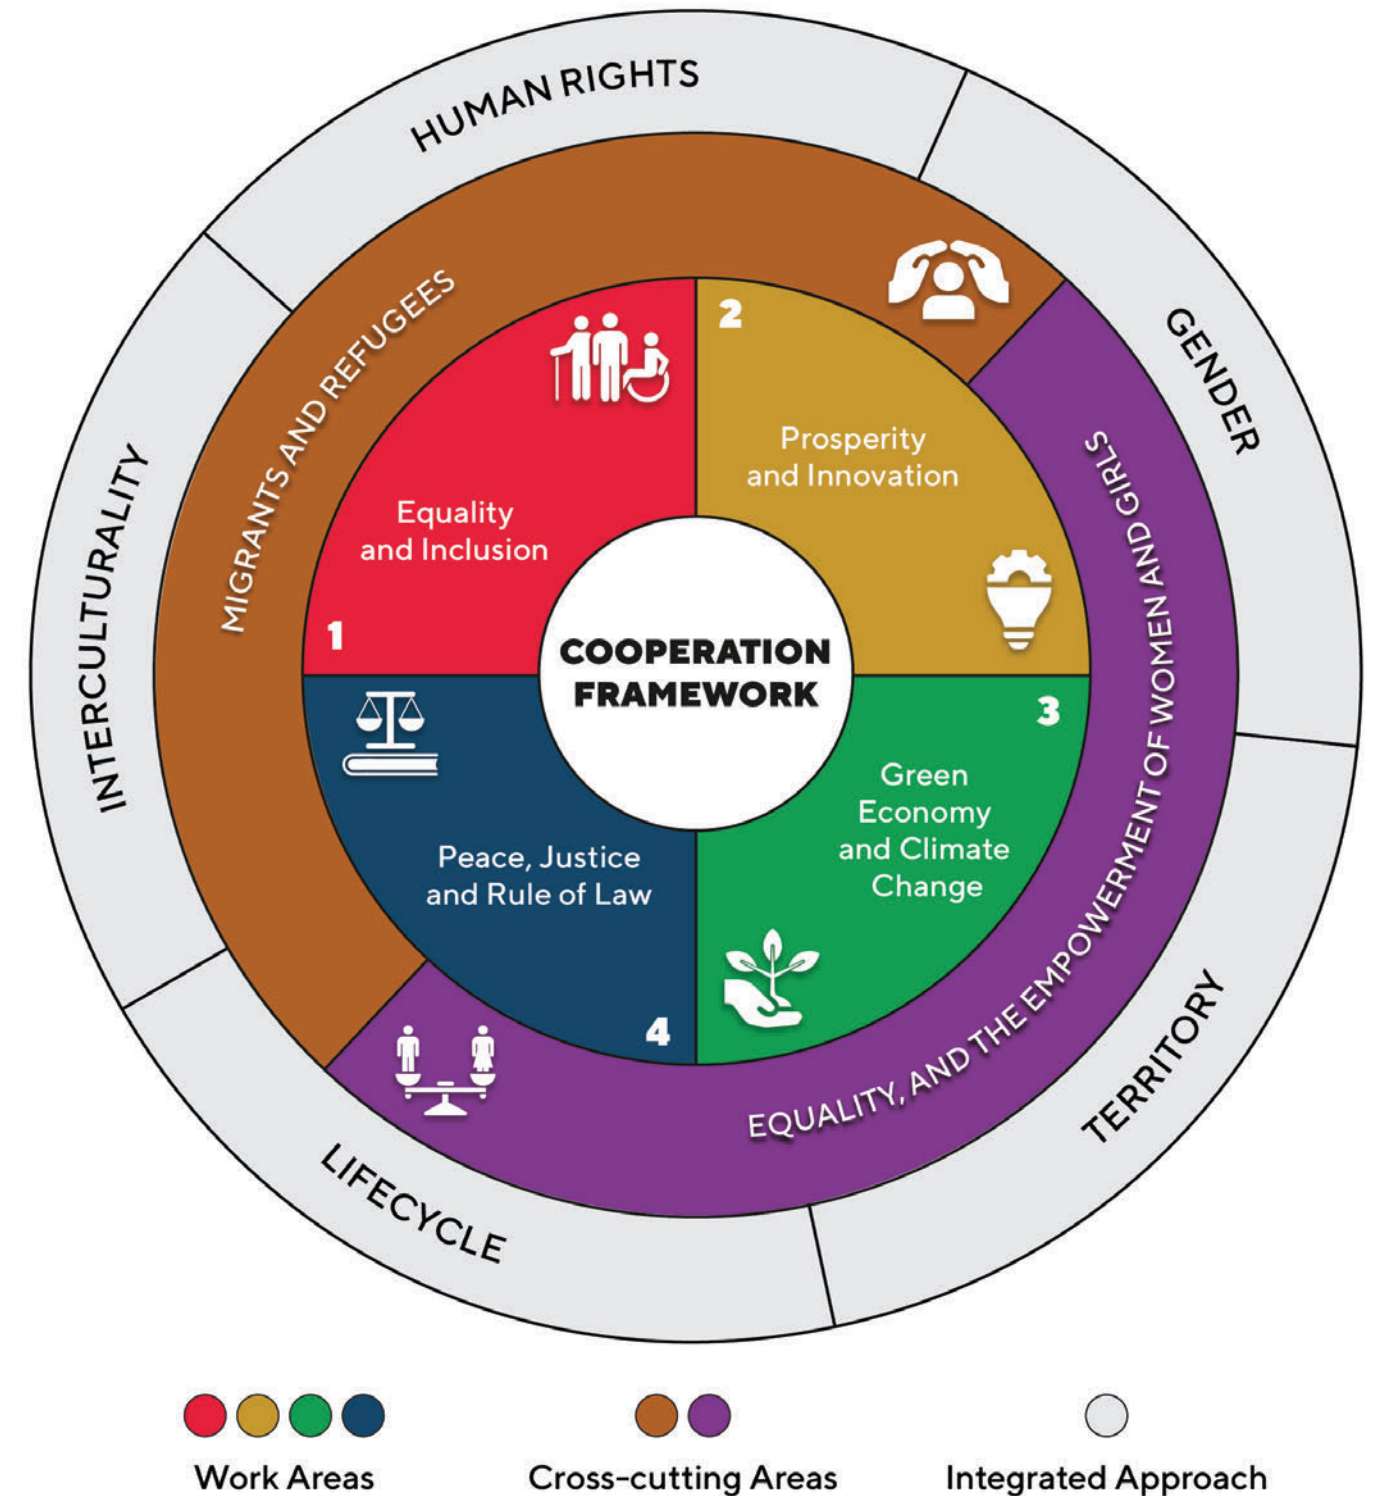 HUMAN RIGHTS
GENDER
TERRITORY
LIFECYCLE
INTERCULTURALITY
MIGRANTS AND REFUGEES
EQUALITY, AND THE EMPOWERMENT OF WOMEN AND GIRLS
1
Equality
and Inclusion
2
Prosperity
and Innovation
3
Green
Economy
and Climate
Change
4
Peace, Justice
and Rule of Law
COOPERATION
FRAMEWORK
Work Areas
Cross-cutting Areas
Integrated Approach